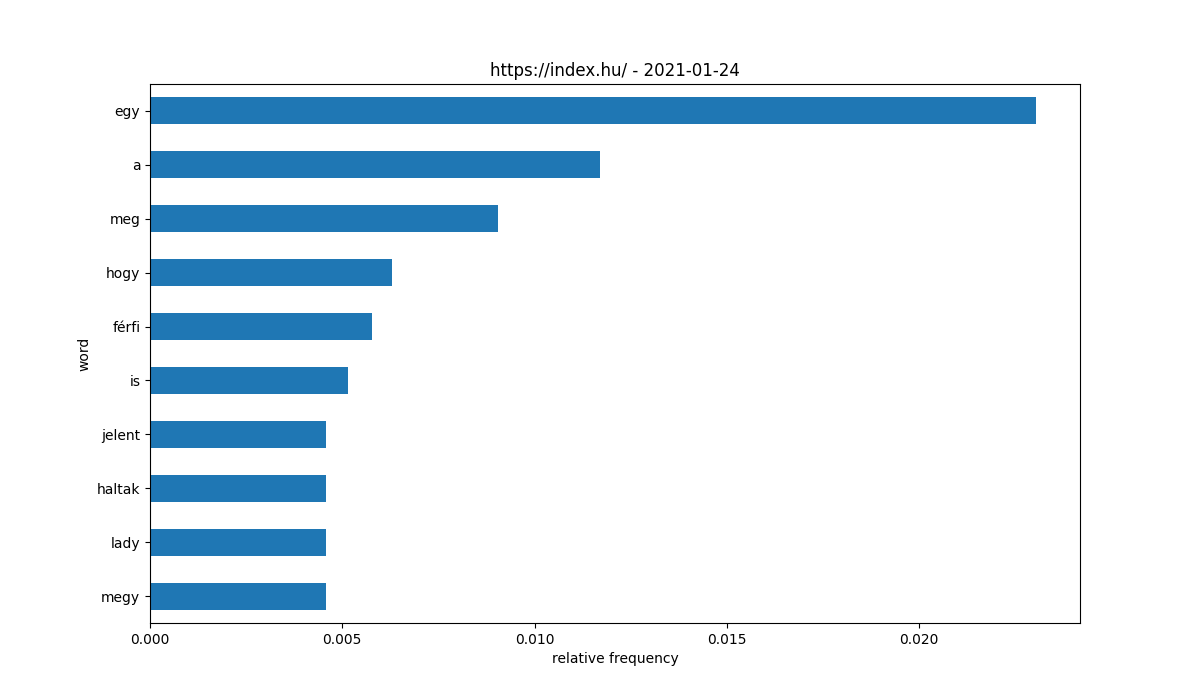 https://index.hu/ - 2021-01-24
egy
a
meg
hogy
férfi
is
jelent
haltak
lady
megy
word
0.000 0.005 0.010 0.015 0.020
relative frequency